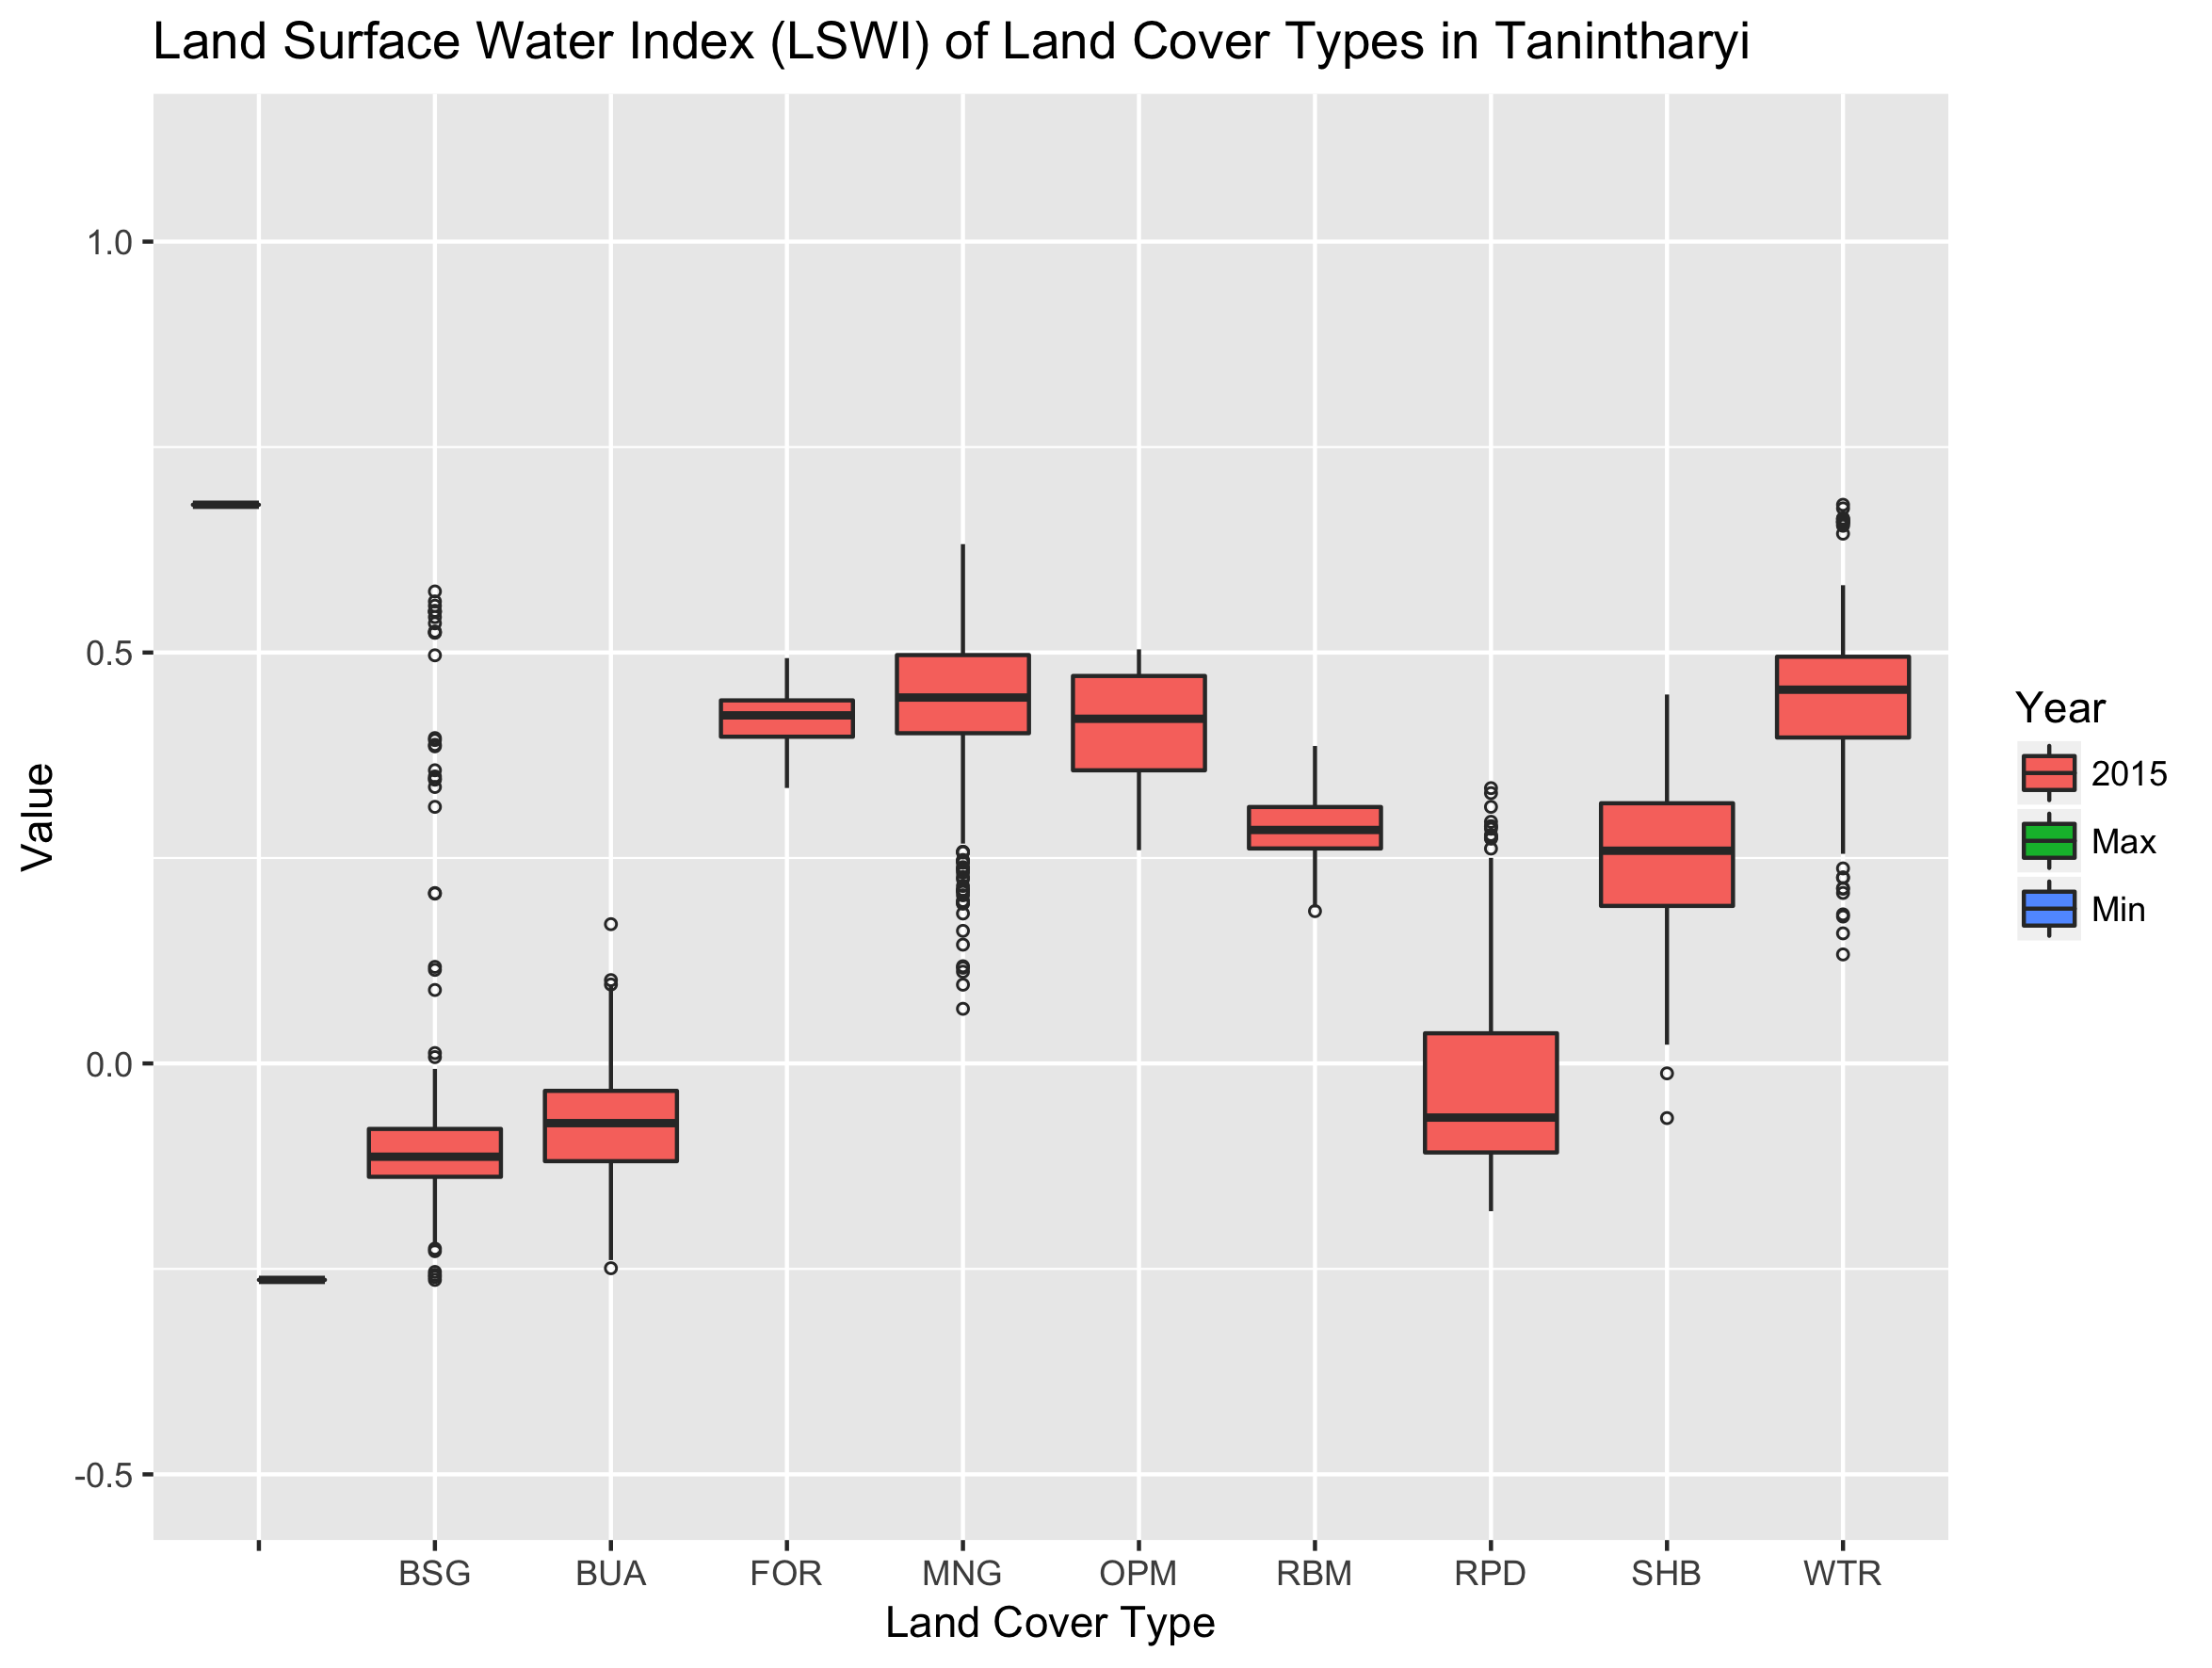 Land Surface Water Index (LSWI) of Land Cover Types in Tanintharyi
1.0
0.5
0.0
-0.5
Value
BSG BUA FOR MNG OPM RBM RPD SHB WTR
Land Cover Type
Year
2015
Max
Min